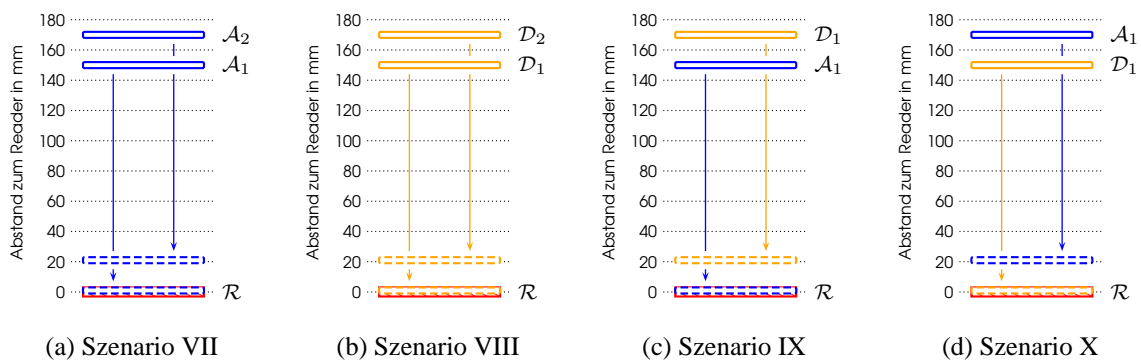 Abstand zum Reader in mm
180
160
140
120
100
80
60
40
20
0
A₂
A₁
R
(a) Szenario VII
Abstand zum Reader in mm
180
160
140
120
100
80
60
40
20
0
D₂
D₁
R
(b) Szenario VIII
Abstand zum Reader in mm
180
160
140
120
100
80
60
40
20
0
D₁
A₁
R
(c) Szenario IX
Abstand zum Reader in mm
180
160
140
120
100
80
60
40
20
0
A₁
D₁
R
(d) Szenario X